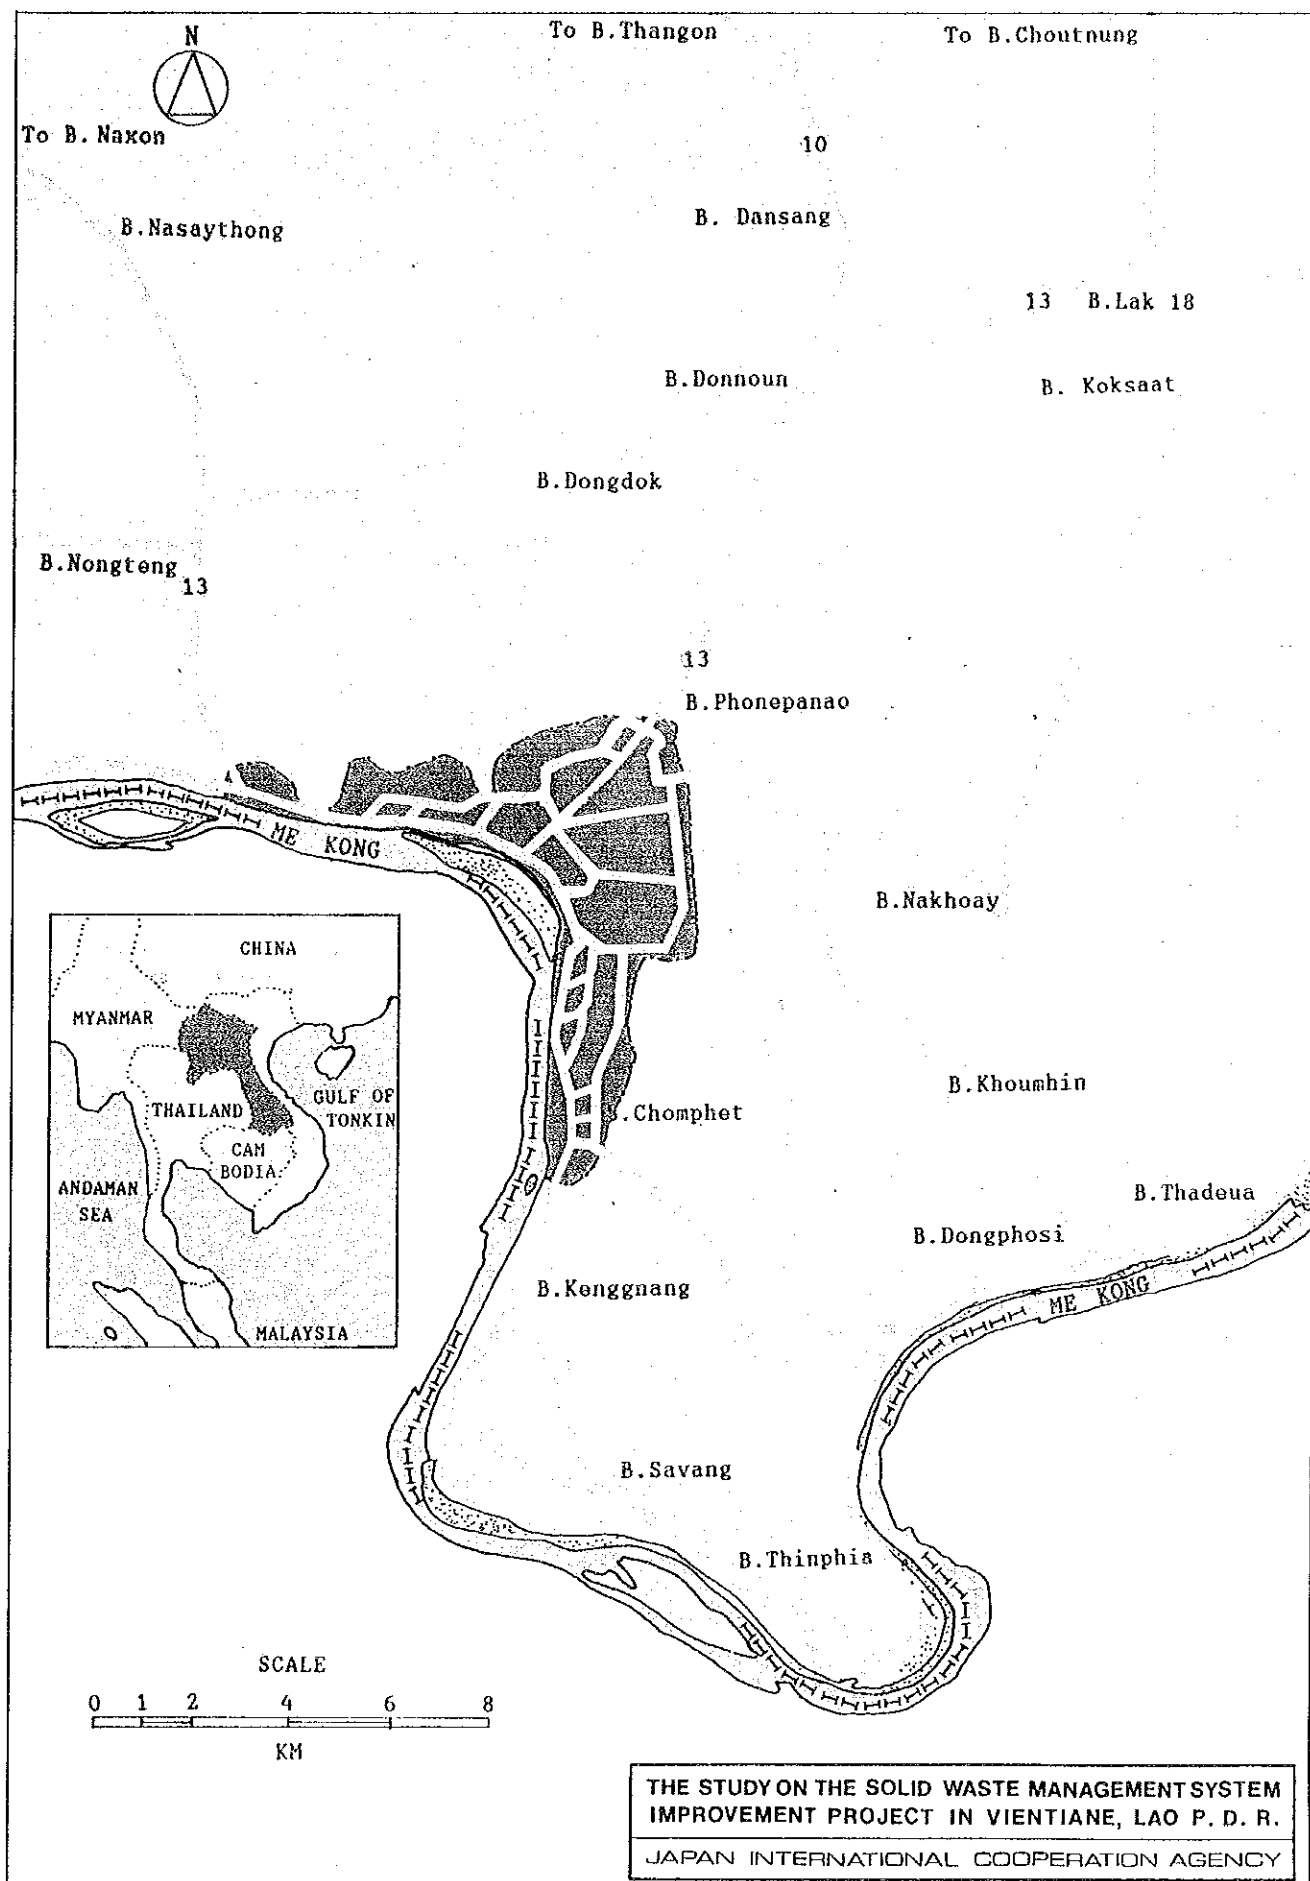 N
To B.Thangon
To B.Choutnung
To B. Naxon
10
B.Nasaythong
B. Dansang
13 B.Lak 18
B.Donnoun
B. Koksaat
B.Dongdok
B.Nongteng
13
13
B.Phonepanao
ME KONG
B.Nakhoay
CHINA
MYANMAR
THAILAND
GULF OF
TONKIN
CAM
BODIA
ANDAMAN
SEA
MALAYSIA
B.Khoumhin
.Chomphet
B.Thadeua
B.Dongphosi
B.Kenggnang
ME KONG
B.Savang
B.Thinphia
SCALE
0 1 2 4 6 8
KM
THE STUDY ON THE SOLID WASTE MANAGEMENT SYSTEM
IMPROVEMENT PROJECT IN VIENTIANE, LAO P. D. R.
JAPAN INTERNATIONAL COOPERATION AGENCY